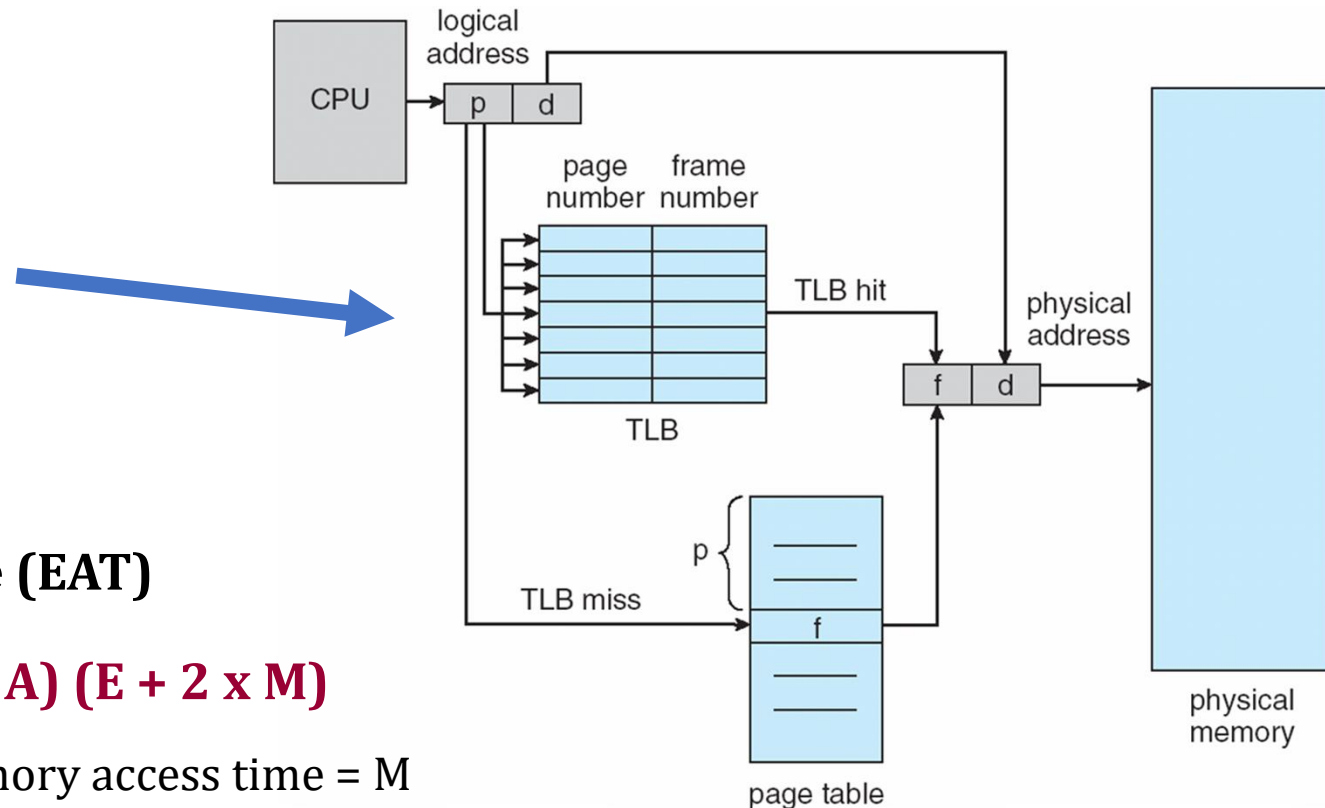 logical
address
CPU
p
d
page
number
frame
number
TLB hit
physical
address
f
d
TLB
(EAT)
p
TLB miss
f
A) (E + 2 x M)
physical
memory
access time = M
page table